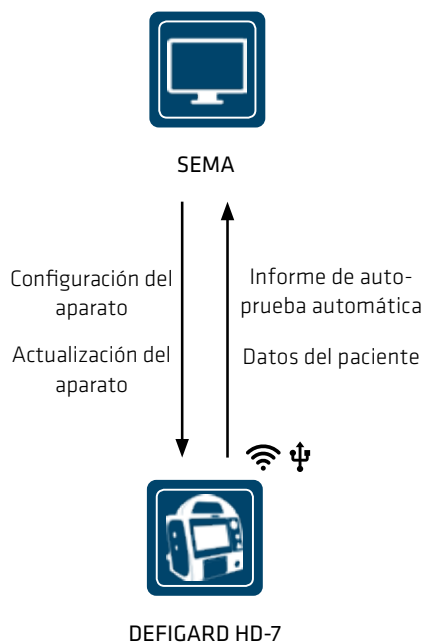 SEMA
Configuración del
aparato
Actualización del
aparato
Informe de auto-
prueba automática
Datos del paciente
DEFIGARD HD-7